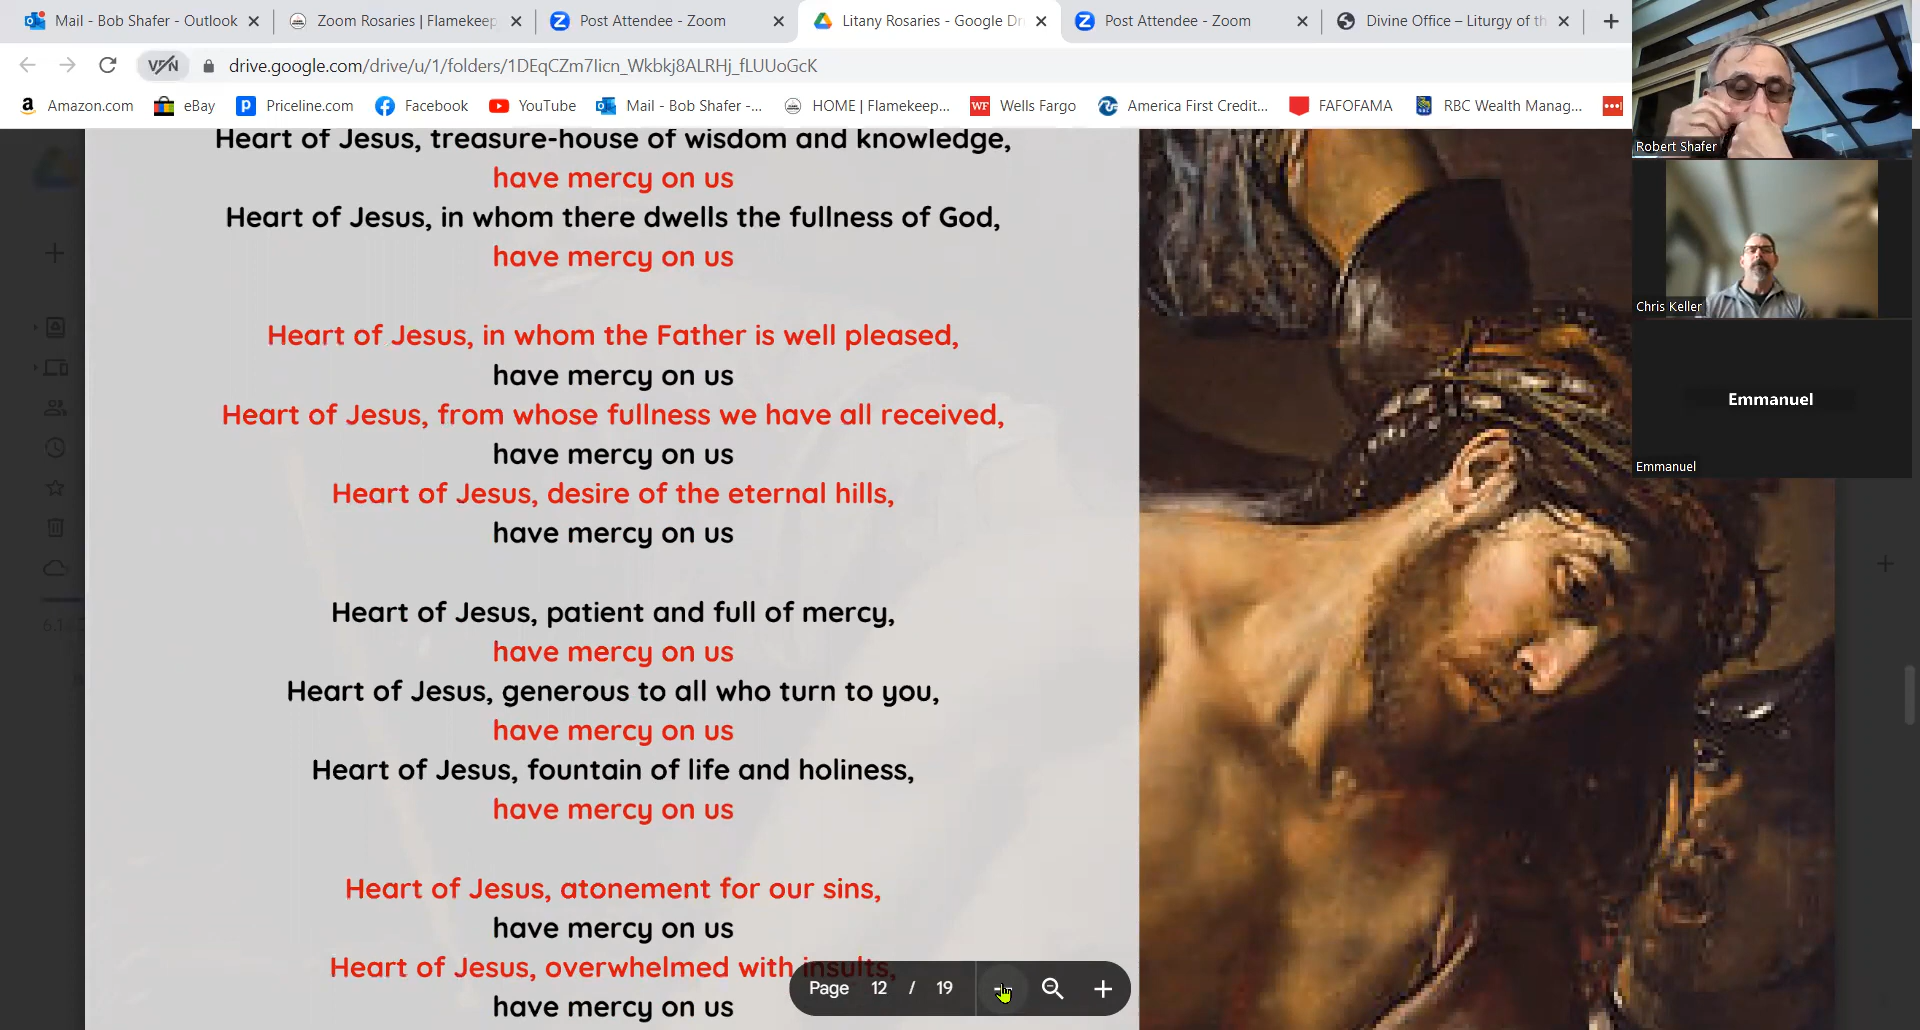 Mail - Bob Shafer - Outlook
Zoom Rosaries | Flamekeep
Post Attendee - Zoom
Litany Rosaries - Google Dr
Post Attendee - Zoom
Divine Office – Liturgy of th
VPN
drive.google.com/drive/u/1/folders/1DEqCZm7Iicn_Wkbkj8ALRHj_fLUUoGcK
Amazon.com
eBay
Priceline.com
Facebook
YouTube
Mail - Bob Shafer -...
HOME | Flamekeep...
WF Wells Fargo
America First Credit...
FAFOFAMA
RBC Wealth Manag...
Robert Shafer
Chris Keller
Emmanuel
Emmanuel
Heart of Jesus, treasure-house of wisdom and knowledge,
have mercy on us
Heart of Jesus, in whom there dwells the fullness of God,
have mercy on us
Heart of Jesus, in whom the Father is well pleased,
have mercy on us
Heart of Jesus, from whose fullness we have all received,
have mercy on us
Heart of Jesus, desire of the eternal hills,
have mercy on us
Heart of Jesus, patient and full of mercy,
have mercy on us
Heart of Jesus, generous to all who turn to you,
have mercy on us
Heart of Jesus, fountain of life and holiness,
have mercy on us
Heart of Jesus, atonement for our sins,
have mercy on us
Heart of Jesus, overwhelmed with insults,
have mercy on us
Page 12 / 19